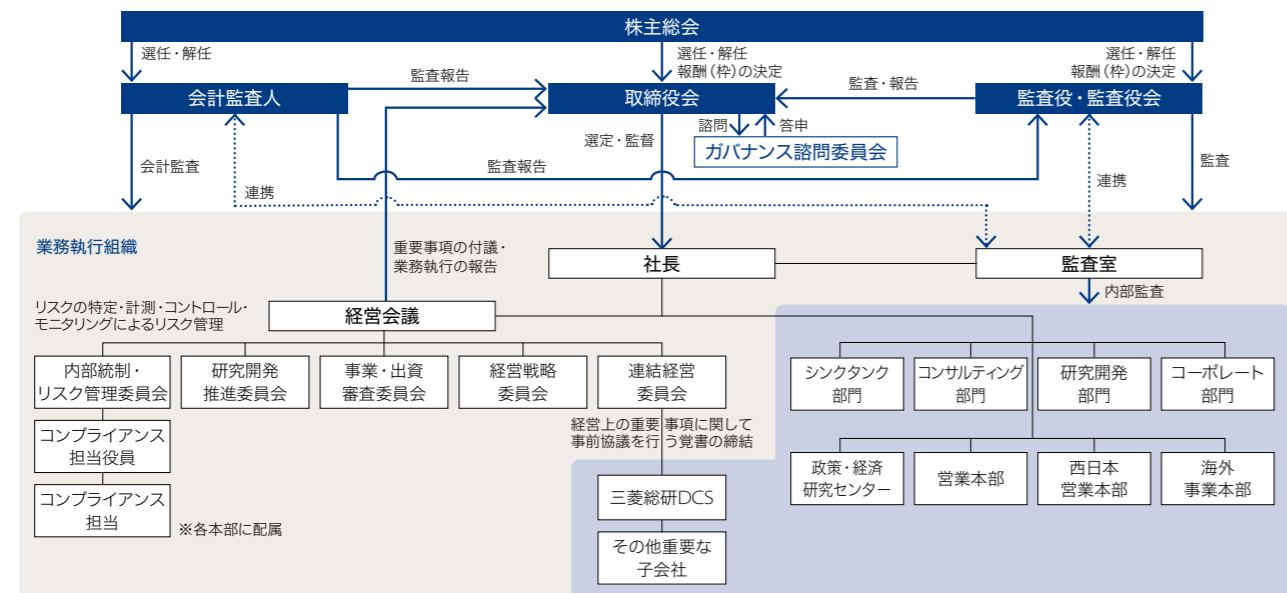 株主総会
選任・解任
選任・解任
報酬（枠）の決定
選任・解任
報酬（枠）の決定
監査報告
監査・報告
会計監査人
取締役会
監査役・監査役会
諮問
答申
選定・監督
ガバナンス諮問委員会
会計監査
監査報告
監査
連携
連携
業務執行組織
重要事項の付議・
業務執行の報告
社長
監査室
内部監査
リスクの特定・計測・コントロール・
モニタリングによるリスク管理
経営会議
内部統制・
リスク管理委員会
研究開発
推進委員会
事業・出資
審査委員会
経営戦略
委員会
連結経営
委員会
シンクタンク
部門
コンサルティング
部門
研究開発
部門
コーポレート
部門
経営上の重要事項に関して
事前協議を行う覚書の締結
コンプライアンス
担当役員
コンプライアンス
担当
※各本部に配属
三菱総研DCS
その他重要な
子会社
政策・経済
研究センター
営業本部
西日本
営業本部
海外
事業本部